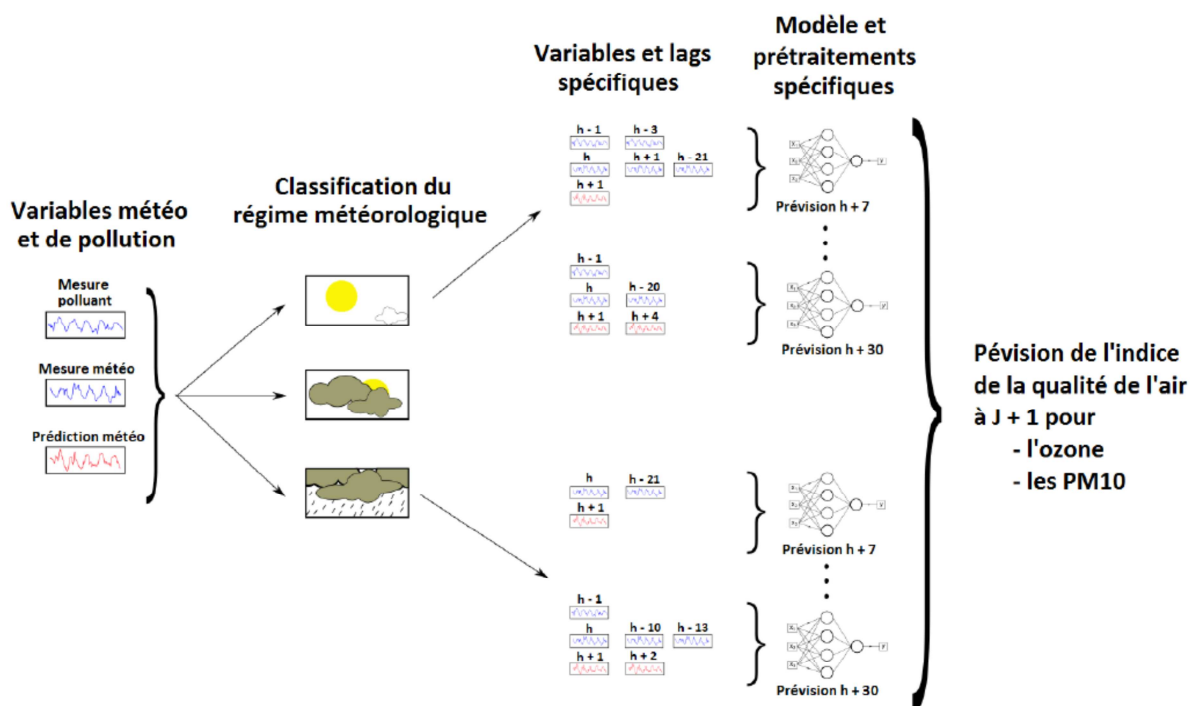 Variables météo
et de pollution
Mesure
polluant
Mesure météo
Prédiction météo
Classification du
régime météorologique
Variables et lags
spécifiques
h - 1 h - 3
h h + 1 h - 21
h + 1
h - 1
h h - 20
h + 1 h + 4
h h - 21
h + 1
h - 1
h h - 10 h - 13
h + 1 h + 2
Modèle et
prétraitements
spécifiques
Prévision h + 7
Prévision h + 30
Prévision h + 7
Prévision h + 30
Pévision de l'indice
de la qualité de l'air
à J + 1 pour
- l'ozone
- les PM10